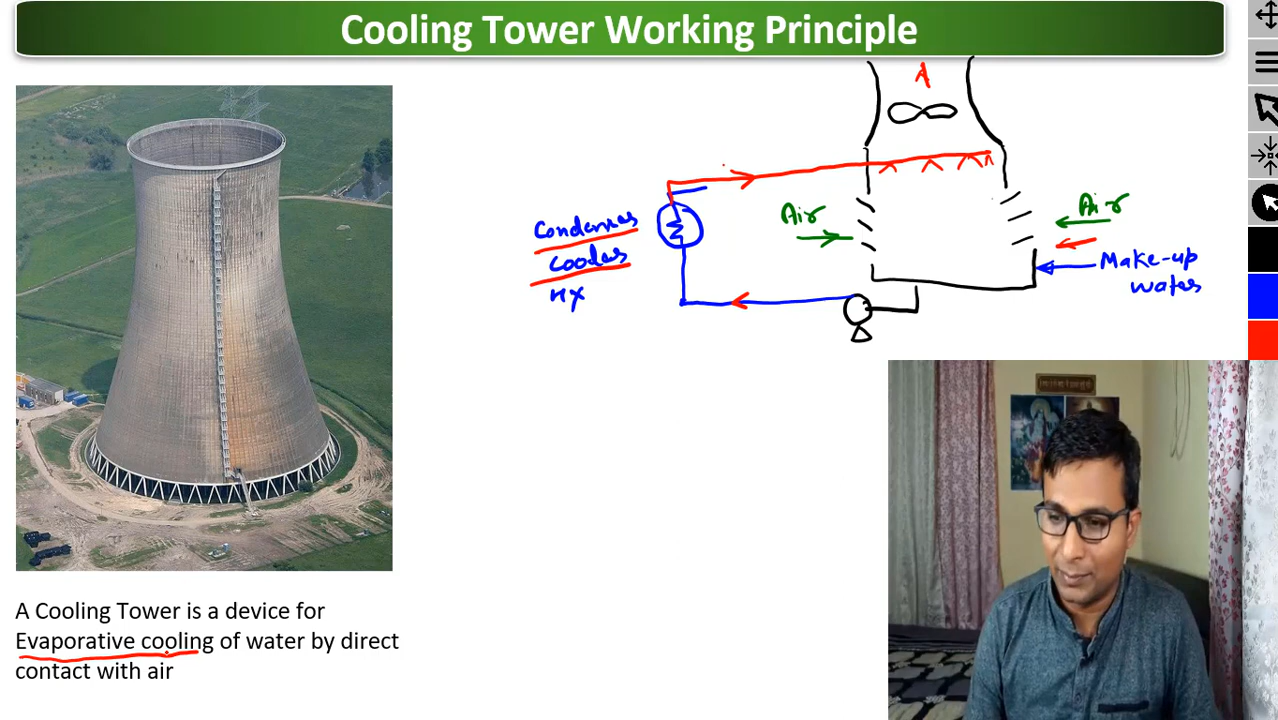 Cooling Tower Working Principle
A
Air
Air
Condenser
Cooler
HX
Make-up
water
A Cooling Tower is a device for
Evaporative cooling of water by direct
contact with air